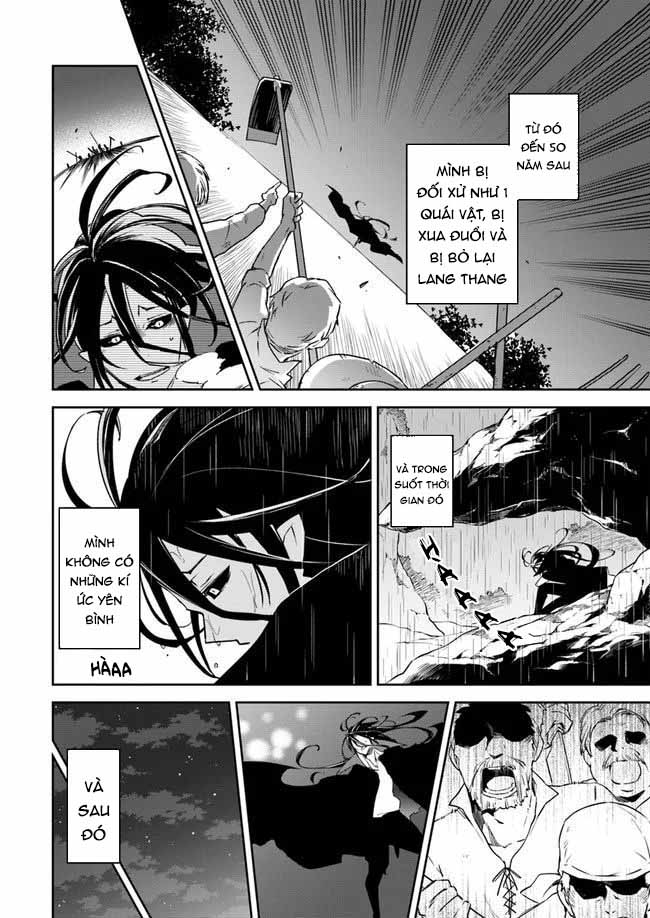 TỪ ĐÓ
ĐẾN 50
NĂM SAU
MÌNH BỊ
ĐỐI XỬ NHƯ 1
QUÁI VẬT, BỊ
XUA ĐUỔI VÀ
BỊ BỎ LẠI
LANG THANG
VÀ TRONG
SUỐT THỜI
GIAN ĐÓ
HAAAAA
MÌNH
KHÔNG CÓ
NHỮNG KÍ
ỨC YÊN
BÌNH
HÀAA
VÀ
SAU
ĐÓ